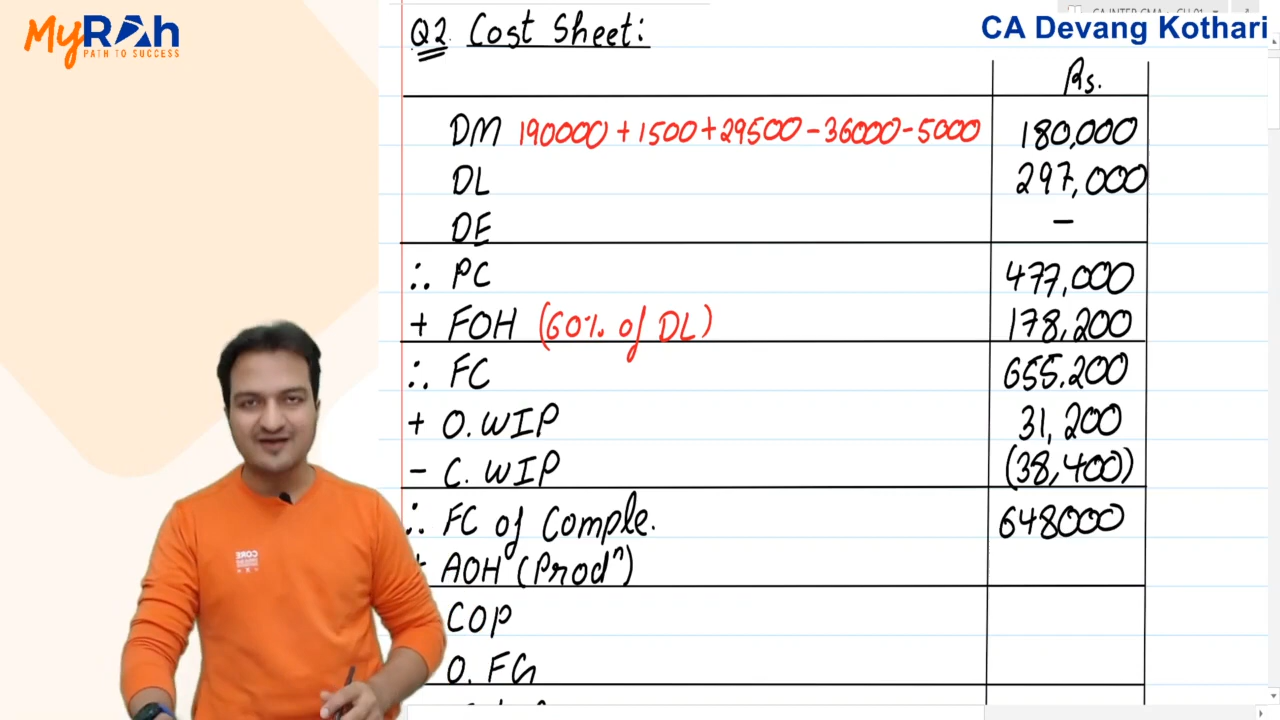 MyRAh
PATH TO SUCCESS
CA Devang Kothari
Q2. Cost Sheet:
Rs.
DM 190000 + 1500 + 29500 - 36000 - 5000 180,000
DL 297,000
DE -
∴ PC 477,000
+ FOH (60% of DL) 178,200
∴ FC 655,200
+ O.WIP 31,200
- C.WIP (38,400)
∴ FC of Comple. 648000
+ AOH (Prodⁿ)
COP
O. FG
CORE